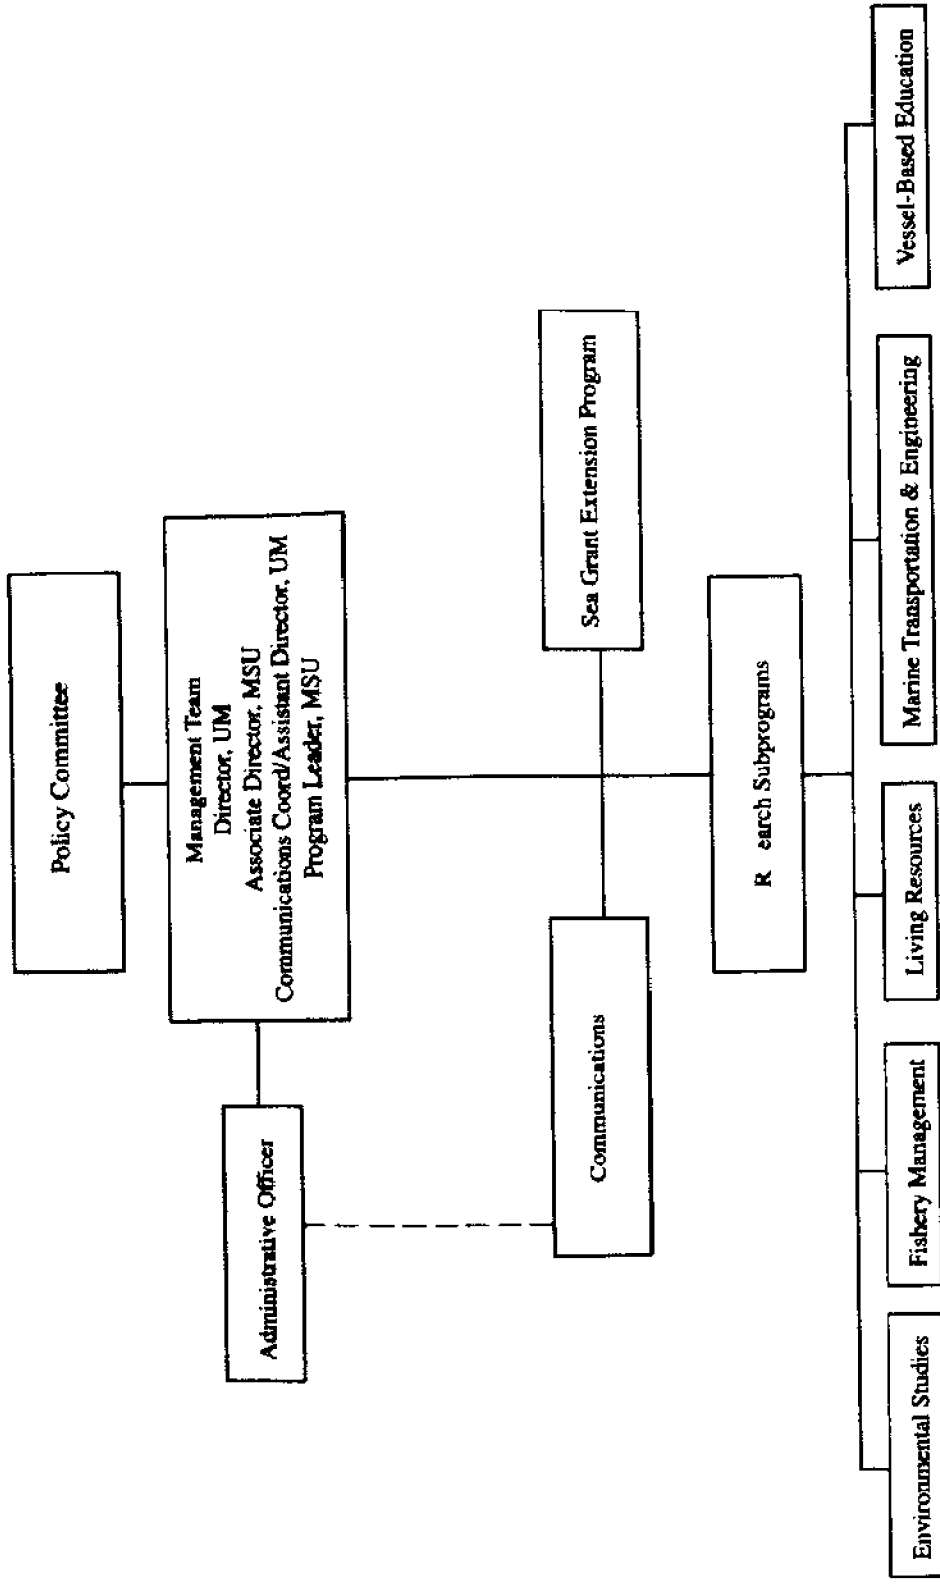 Policy Committee
Management Team
Director, UM
Associate Director, MSU
Communications Coord/Assistant Director, UM
Program Leader, MSU
Administrative Officer
Communications
Sea Grant Extension Program
R earch Subprograms
Environmental Studies
Fishery Management
Living Resources
Marine Transportation & Engineering
Vessel-Based Education